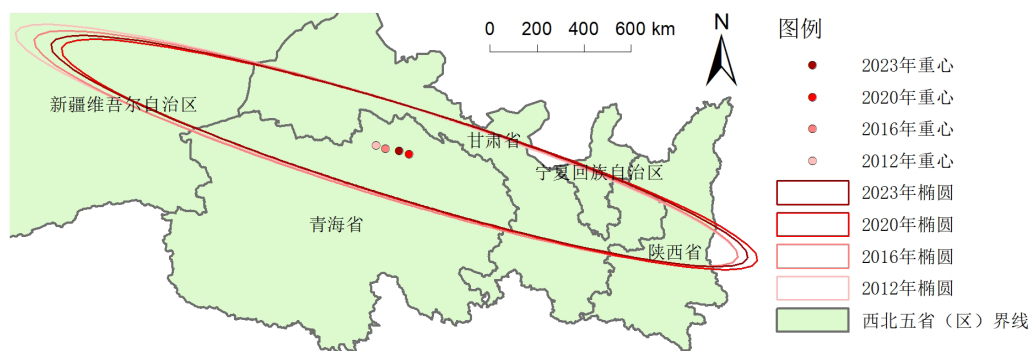 N
0 200 400 600 km
图例
2023年重心
2020年重心
2016年重心
2012年重心
2023年椭圆
2020年椭圆
2016年椭圆
2012年椭圆
西北五省（区）界线
新疆维吾尔自治区
甘肃省
宁夏回族自治区
青海省
陕西省